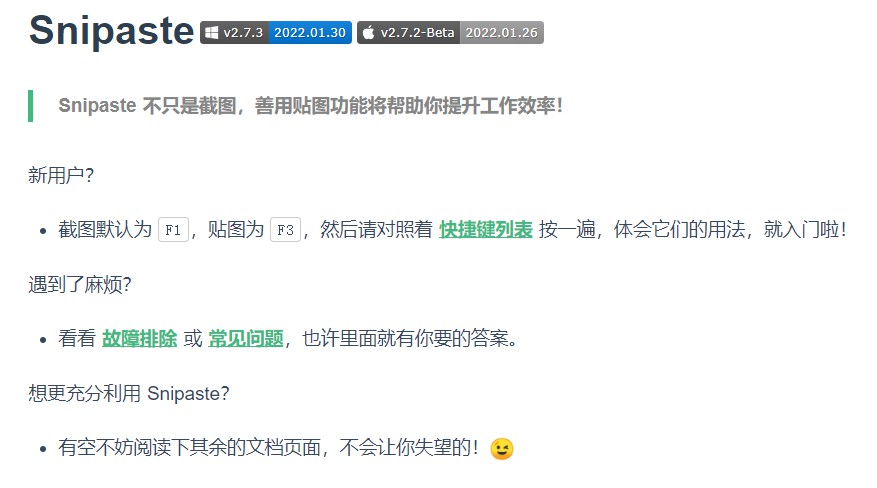 Snipaste v2.7.3 2022.01.30 v2.7.2-Beta 2022.01.26
Snipaste 不只是截图，善用贴图功能将帮助你提升工作效率！
新用户？
截图默认为 F1，贴图为 F3，然后请对照着 快捷键列表 按一遍，体会它们的用法，就入门啦！
遇到了麻烦？
看看 故障排除 或 常见问题，也许里面就有你要的答案。
想更充分利用 Snipaste？
有空不妨阅读下其余的文档页面，不会让你失望的！😉